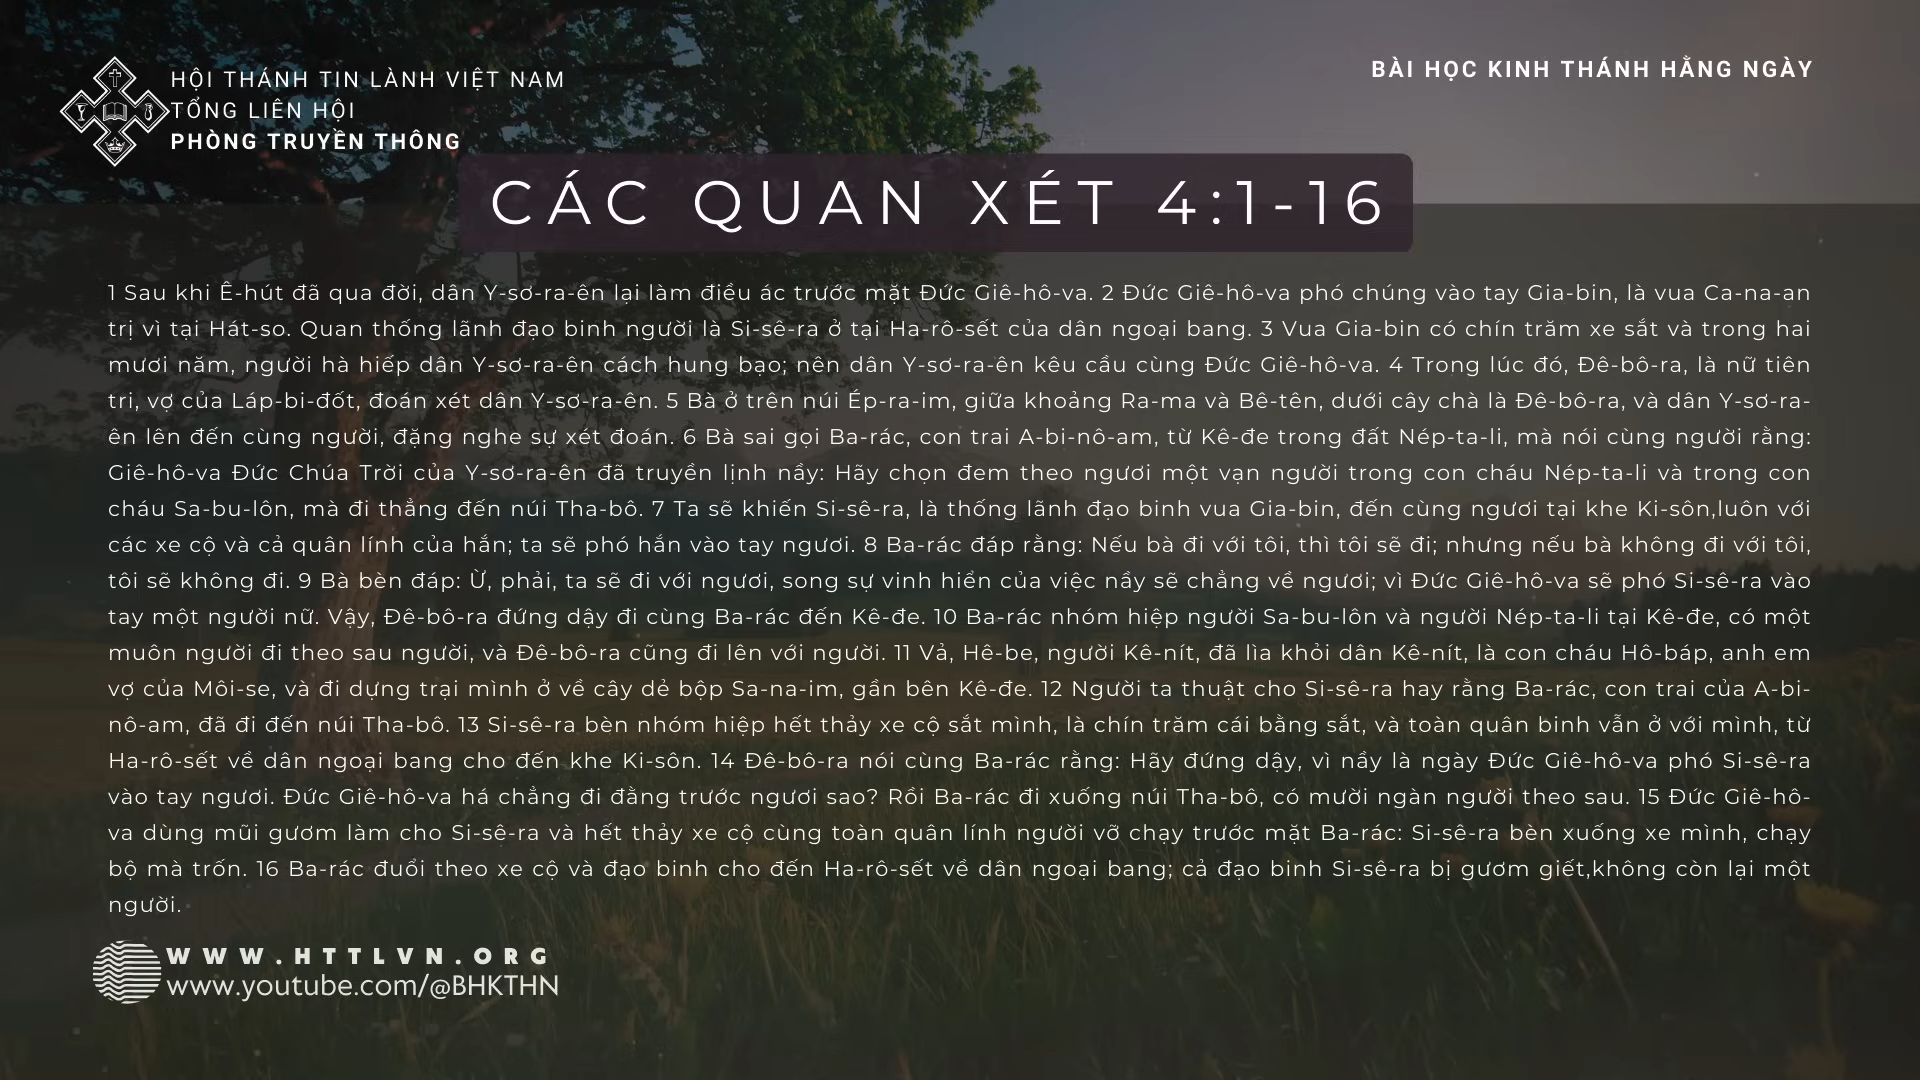 HỘI THÁNH TIN LÀNH VIỆT NAM
TỔNG LIÊN HỘI
PHÒNG TRUYỀN THÔNG
BÀI HỌC KINH THÁNH HẰNG NGÀY
CÁC QUAN XÉT 4:1-16
1 Sau khi Ê-hút đã qua đời, dân Y-sơ-ra-ên lại làm điều ác trước mặt Đức Giê-hô-va. 2 Đức Giê-hô-va phó chúng vào tay Gia-bin, là vua Ca-na-an
trị vì tại Hát-so. Quan thống lãnh đạo binh người là Si-sê-ra ở tại Ha-rô-sết của dân ngoại bang. 3 Vua Gia-bin có chín trăm xe sắt và trong hai
mươi năm, người hà hiếp dân Y-sơ-ra-ên cách hung bạo; nên dân Y-sơ-ra-ên kêu cầu cùng Đức Giê-hô-va. 4 Trong lúc đó, Đê-bô-ra, là nữ tiên
tri, vợ của Láp-bi-đốt, đoán xét dân Y-sơ-ra-ên. 5 Bà ở trên núi Ép-ra-im, giữa khoảng Ra-ma và Bê-tên, dưới cây chà là Đê-bô-ra, và dân Y-sơ-ra-
ên lên đến cùng người, đặng nghe sự xét đoán. 6 Bà sai gọi Ba-rác, con trai A-bi-nô-am, từ Kê-đe trong đất Nép-ta-li, mà nói cùng người rằng:
Giê-hô-va Đức Chúa Trời của Y-sơ-ra-ên đã truyền lịnh nầy: Hãy chọn đem theo ngươi một vạn người trong con cháu Nép-ta-li và trong con
cháu Sa-bu-lôn, mà đi thẳng đến núi Tha-bô. 7 Ta sẽ khiến Si-sê-ra, là thống lãnh đạo binh vua Gia-bin, đến cùng ngươi tại khe Ki-sôn,luôn với
các xe cộ và cả quân lính của hắn; ta sẽ phó hắn vào tay ngươi. 8 Ba-rác đáp rằng: Nếu bà đi với tôi, thì tôi sẽ đi; nhưng nếu bà không đi với tôi,
tôi sẽ không đi. 9 Bà bèn đáp: Ừ, phải, ta sẽ đi với ngươi, song sự vinh hiển của việc nầy sẽ chẳng về ngươi; vì Đức Giê-hô-va sẽ phó Si-sê-ra vào
tay một người nữ. Vậy, Đê-bô-ra đứng dậy đi cùng Ba-rác đến Kê-đe. 10 Ba-rác nhóm hiệp người Sa-bu-lôn và người Nép-ta-li tại Kê-đe, có một
muôn người đi theo sau người, và Đê-bô-ra cũng đi lên với người. 11 Vả, Hê-be, người Kê-nít, đã lìa khỏi dân Kê-nít, là con cháu Hô-báp, anh em
vợ của Môi-se, và đi dựng trại mình ở về cây dẻ bộp Sa-na-im, gần bên Kê-đe. 12 Người ta thuật cho Si-sê-ra hay rằng Ba-rác, con trai của A-bi-
nô-am, đã đi đến núi Tha-bô. 13 Si-sê-ra bèn nhóm hiệp hết thảy xe cộ sắt mình, là chín trăm cái bằng sắt, và toàn quân binh vẫn ở với mình, từ
Ha-rô-sết về dân ngoại bang cho đến khe Ki-sôn. 14 Đê-bô-ra nói cùng Ba-rác rằng: Hãy đứng dậy, vì nầy là ngày Đức Giê-hô-va phó Si-sê-ra
vào tay ngươi. Đức Giê-hô-va há chẳng đi đằng trước ngươi sao? Rồi Ba-rác đi xuống núi Tha-bô, có mười ngàn người theo sau. 15 Đức Giê-hô-
va dùng mũi gươm làm cho Si-sê-ra và hết thảy xe cộ cùng toàn quân lính người vỡ chạy trước mặt Ba-rác: Si-sê-ra bèn xuống xe mình, chạy
bộ mà trốn. 16 Ba-rác đuổi theo xe cộ và đạo binh cho đến Ha-rô-sết về dân ngoại bang; cả đạo binh Si-sê-ra bị gươm giết,không còn lại một
người.
WWW.HTTLVN.ORG
www.youtube.com/@BHKTHN